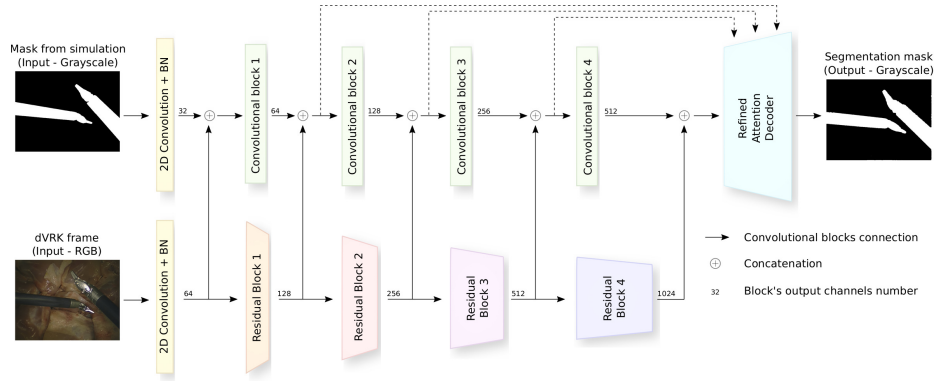 Mask from simulation
(Input - Grayscale)
2D Convolution + BN
32
Convolutional block 1
64
Convolutional block 2
128
Convolutional block 3
256
Convolutional block 4
512
Refined
Attention
Decoder
Segmentation mask
(Output - Grayscale)
dVRK frame
(Input - RGB)
2D Convolution + BN
64
Residual Block 1
128
Residual Block 2
256
Residual
Block 3
512
Residual
Block 4
1024
Convolutional blocks connection
Concatenation
32
Block's output channels number